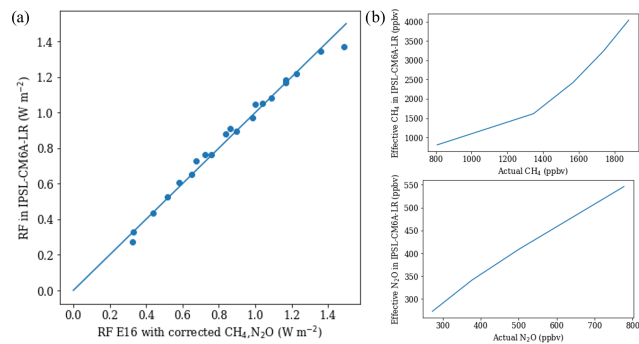 (a)
1.4
1.2
1.0
0.8
0.6
0.4
0.2
0.0
RF in IPSL-CM6A-LR (W m⁻²)
0.0 0.2 0.4 0.6 0.8 1.0 1.2 1.4
RF E16 with corrected CH₄,N₂O (W m⁻²)
(b)
4000
3500
3000
2500
2000
1500
1000
Effective CH₄ in IPSL-CM6A-LR (ppbv)
800 1000 1200 1400 1600 1800
Actual CH₄ (ppbv)
550
500
450
400
350
300
Effective N₂O in IPSL-CM6A-LR (ppbv)
300 400 500 600 700 800
Actual N₂O (ppbv)